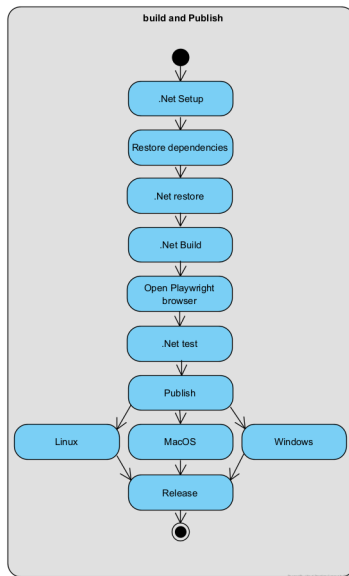 build and Publish
.Net Setup
Restore dependencies
.Net restore
.Net Build
Open Playwright
browser
.Net test
Publish
Linux
MacOS
Windows
Release